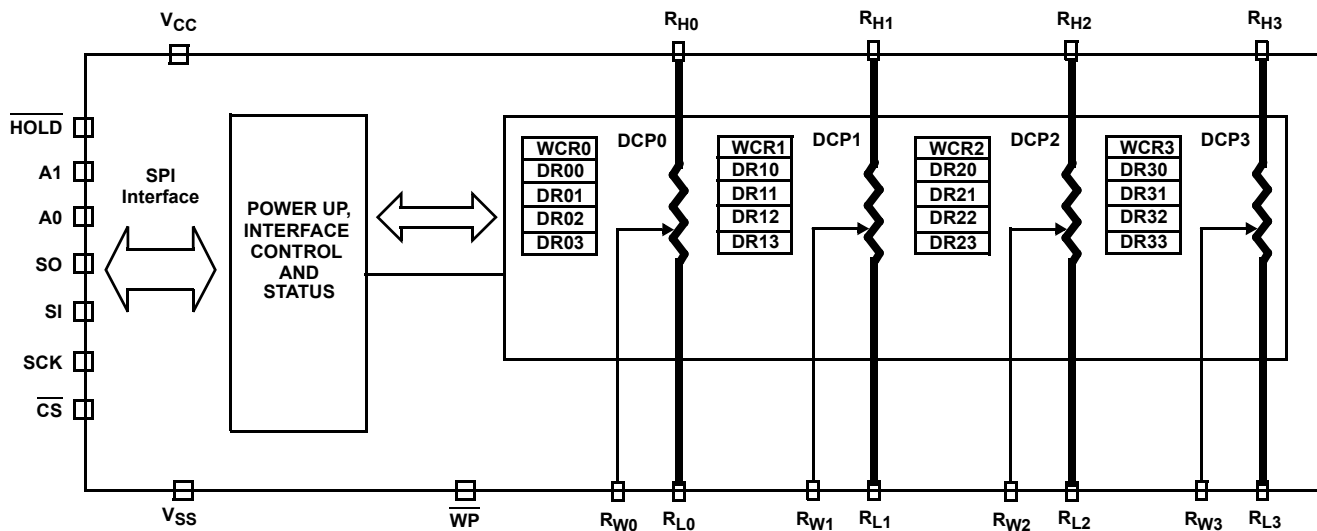 VCC
RH0
RH1
RH2
RH3
HOLD
A1
A0
SO
SI
SCK
CS
SPI
Interface
POWER UP,
INTERFACE
CONTROL
AND
STATUS
WCR0
DR00
DR01
DR02
DR03
DCP0
WCR1
DR10
DR11
DR12
DR13
DCP1
WCR2
DR20
DR21
DR22
DR23
DCP2
WCR3
DR30
DR31
DR32
DR33
DCP3
VSS
WP
RW0
RL0
RW1
RL1
RW2
RL2
RW3
RL3